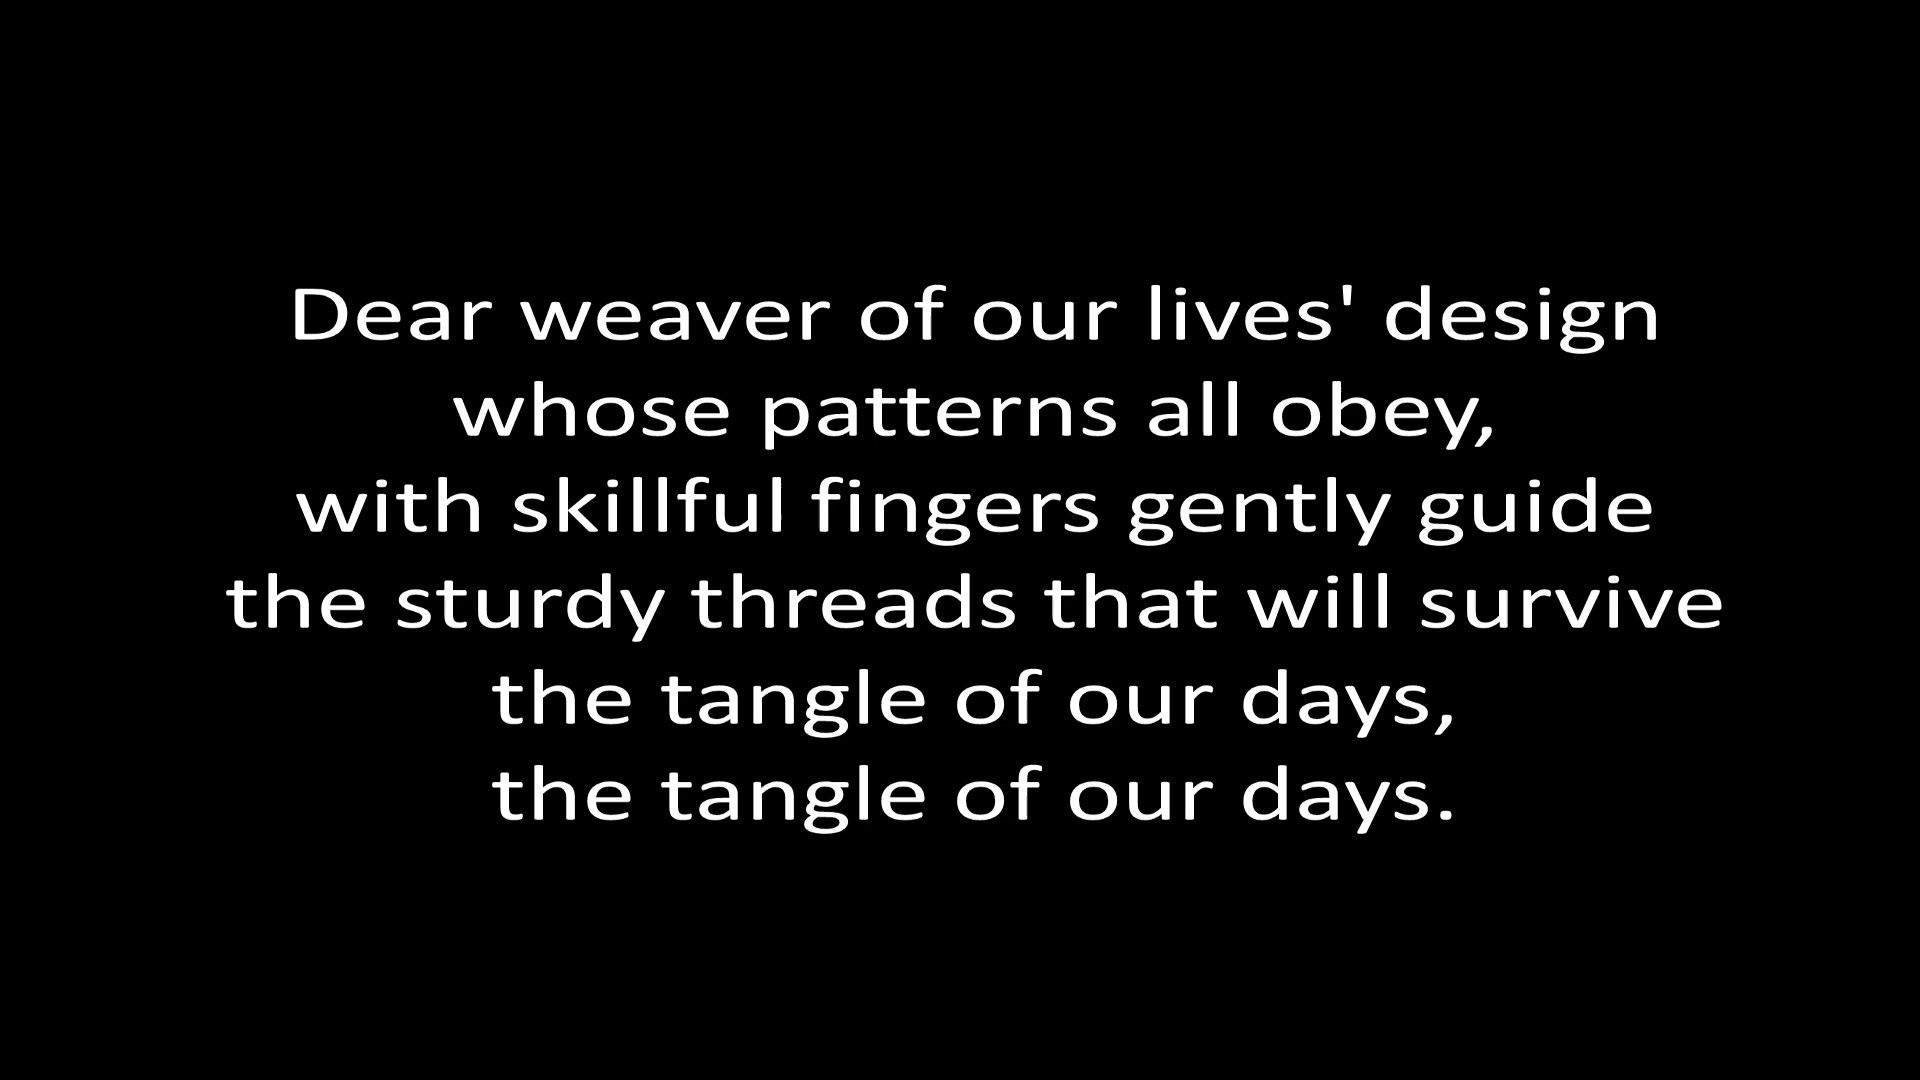 Dear weaver of our lives' design
whose patterns all obey,
with skillful fingers gently guide
the sturdy threads that will survive
the tangle of our days,
the tangle of our days.